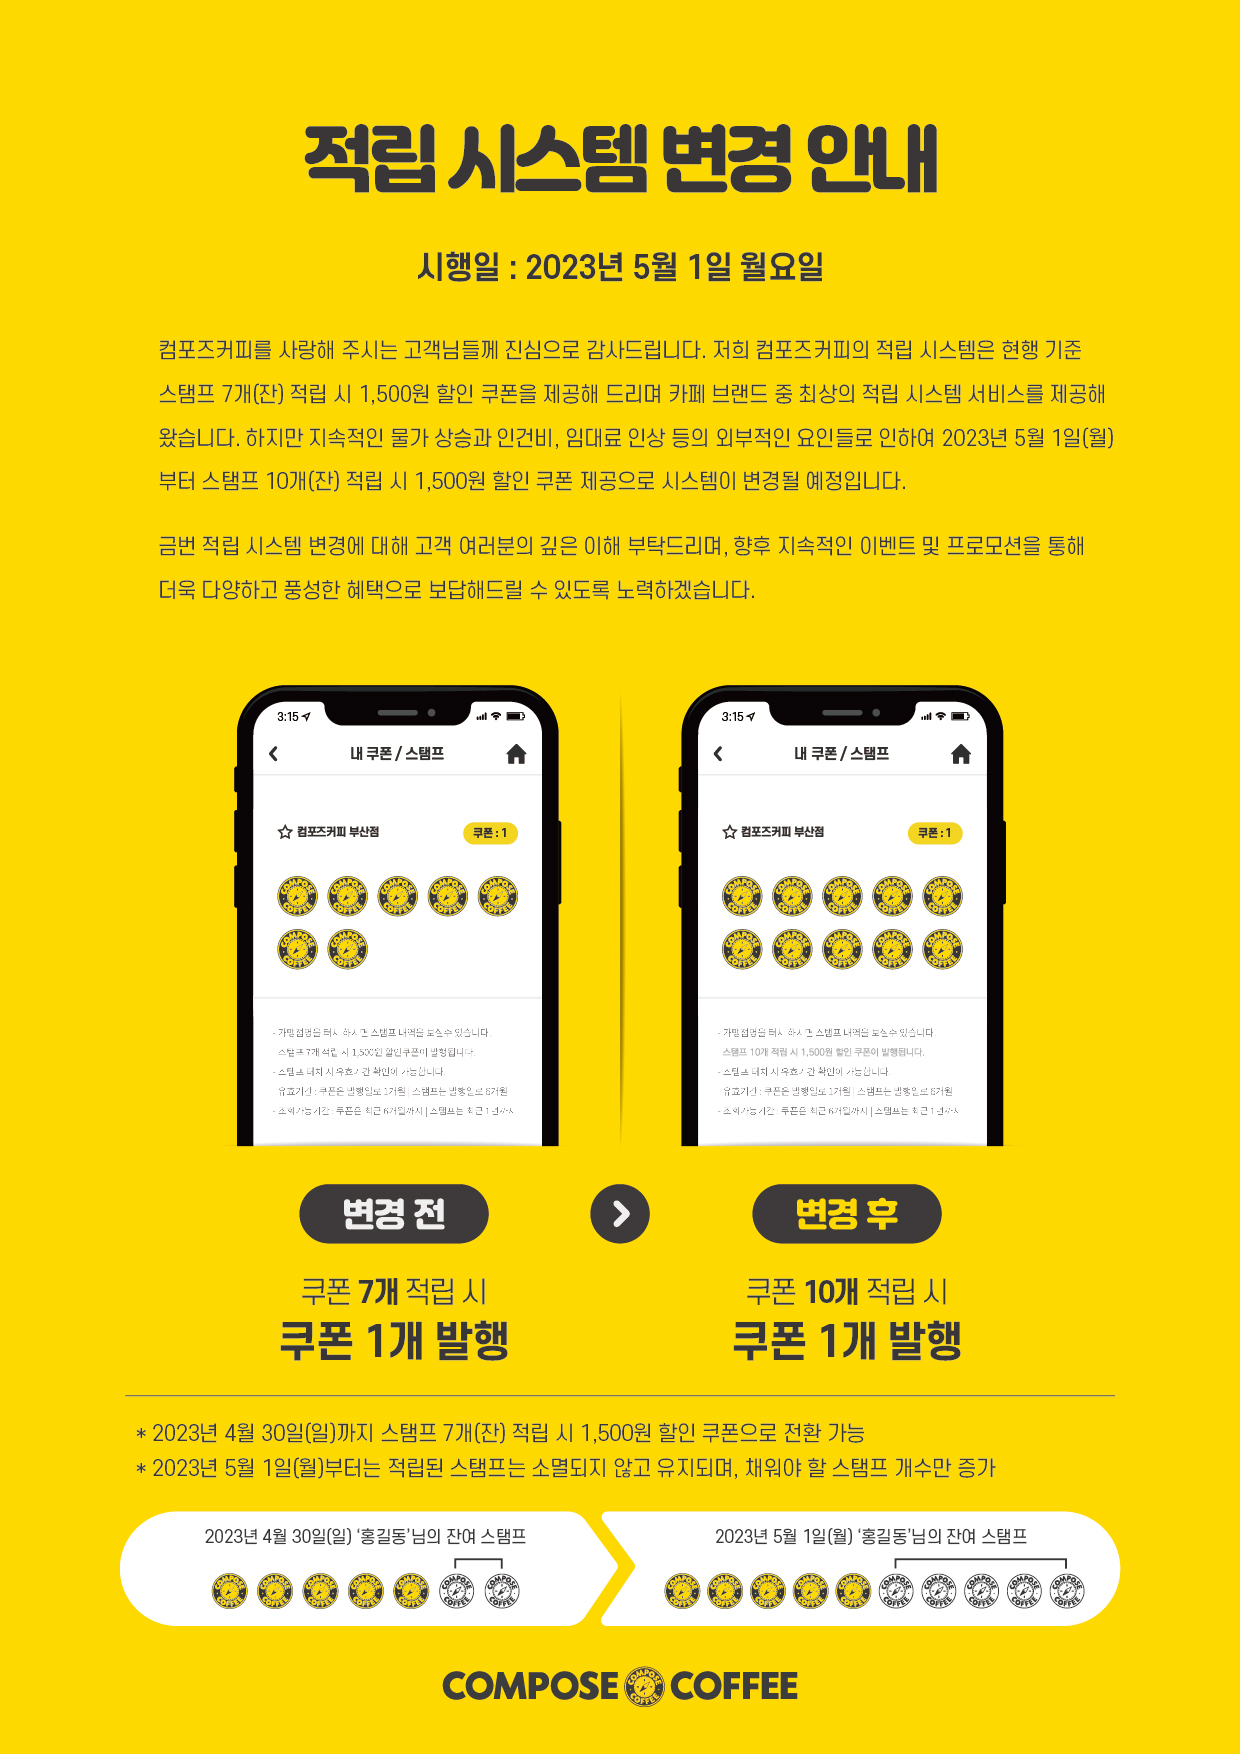 적립 시스템 변경 안내
시행일 : 2023년 5월 1일 월요일
컴포즈커피를 사랑해 주시는 고객님들께 진심으로 감사드립니다. 저희 컴포즈커피의 적립 시스템은 현행 기준
스탬프 7개(잔) 적립 시 1,500원 할인 쿠폰을 제공해 드리며 카페 브랜드 중 최상의 적립 시스템 서비스를 제공해
왔습니다. 하지만 지속적인 물가 상승과 인건비, 임대료 인상 등의 외부적인 요인들로 인하여 2023년 5월 1일(월)
부터 스탬프 10개(잔) 적립 시 1,500원 할인 쿠폰 제공으로 시스템이 변경될 예정입니다.
금번 적립 시스템 변경에 대해 고객 여러분의 깊은 이해 부탁드리며, 향후 지속적인 이벤트 및 프로모션을 통해
더욱 다양하고 풍성한 혜택으로 보답해드릴 수 있도록 노력하겠습니다.
3:15
내 쿠폰 / 스탬프
컴포즈커피 부산점
쿠폰 : 1
- 가맹점명을 터치 하시면 스탬프 내역을 보실수 있습니다.
스탬프 7개 적립 시 1,500원 할인쿠폰이 발행됩니다.
- 스탬프 터치 시 유효기간 확인이 가능합니다.
유효기간 : 쿠폰은 발행일로 1개월 | 스탬프는 발행일로 6개월
- 조회가능기간 : 쿠폰은 최근 6개월까지 | 스탬프는 최근 1년까지
3:15
내 쿠폰 / 스탬프
컴포즈커피 부산점
쿠폰 : 1
- 가맹점명을 터치 하시면 스탬프 내역을 보실수 있습니다.
스탬프 10개 적립 시 1,500원 할인 쿠폰이 발행됩니다.
- 스탬프 터치 시 유효기간 확인이 가능합니다.
유효기간 : 쿠폰은 발행일로 1개월 | 스탬프는 발행일로 6개월
- 조회가능기간 : 쿠폰은 최근 6개월까지 | 스탬프는 최근 1년까지
변경 전
변경 후
쿠폰 7개 적립 시
쿠폰 1개 발행
쿠폰 10개 적립 시
쿠폰 1개 발행
* 2023년 4월 30일(일)까지 스탬프 7개(잔) 적립 시 1,500원 할인 쿠폰으로 전환 가능
* 2023년 5월 1일(월)부터는 적립된 스탬프는 소멸되지 않고 유지되며, 채워야 할 스탬프 개수만 증가
2023년 4월 30일(일) ‘홍길동’님의 잔여 스탬프
2023년 5월 1일(월) ‘홍길동’님의 잔여 스탬프
COMPOSE COFFEE